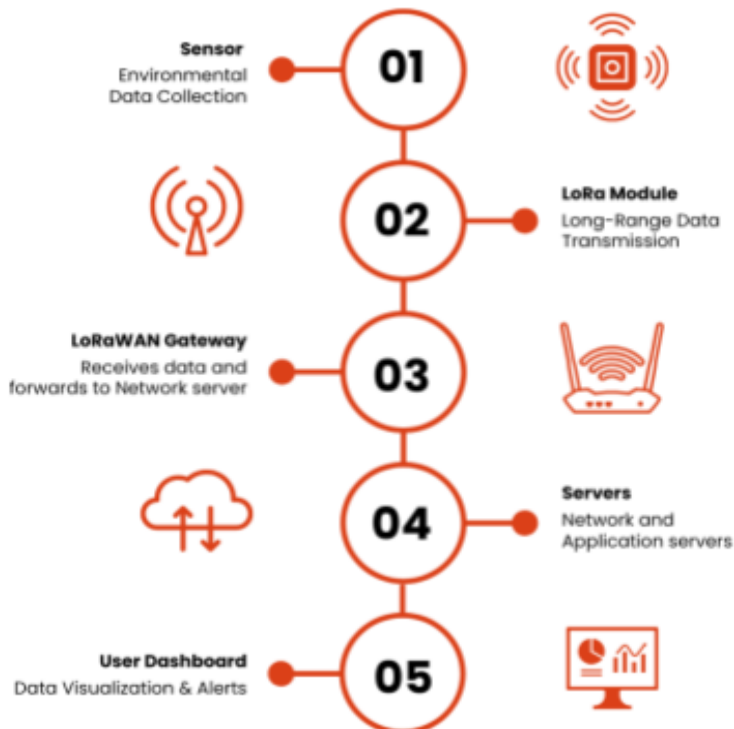 01
Sensor
Environmental
Data Collection
02
LoRa Module
Long-Range Data
Transmission
03
LoRaWAN Gateway
Receives data and
forwards to Network server
04
Servers
Network and
Application servers
05
User Dashboard
Data Visualization & Alerts